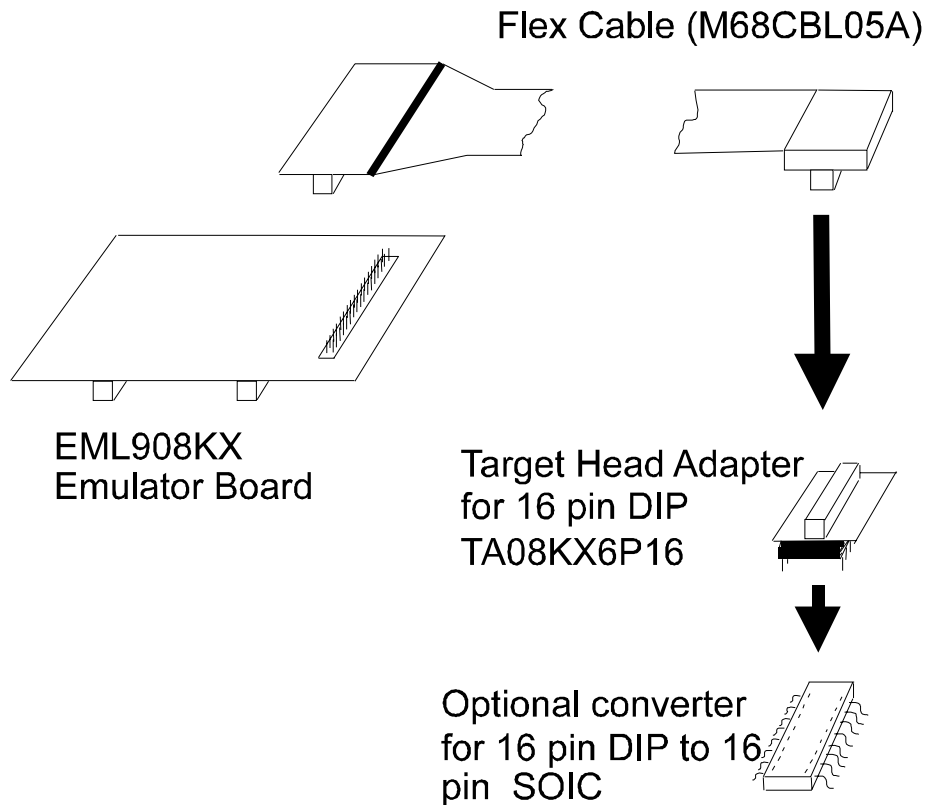 Flex Cable (M68CBL05A)
EML908KX
Emulator Board
Target Head Adapter
for 16 pin DIP
TA08KX6P16
Optional converter
for 16 pin DIP to 16
pin SOIC